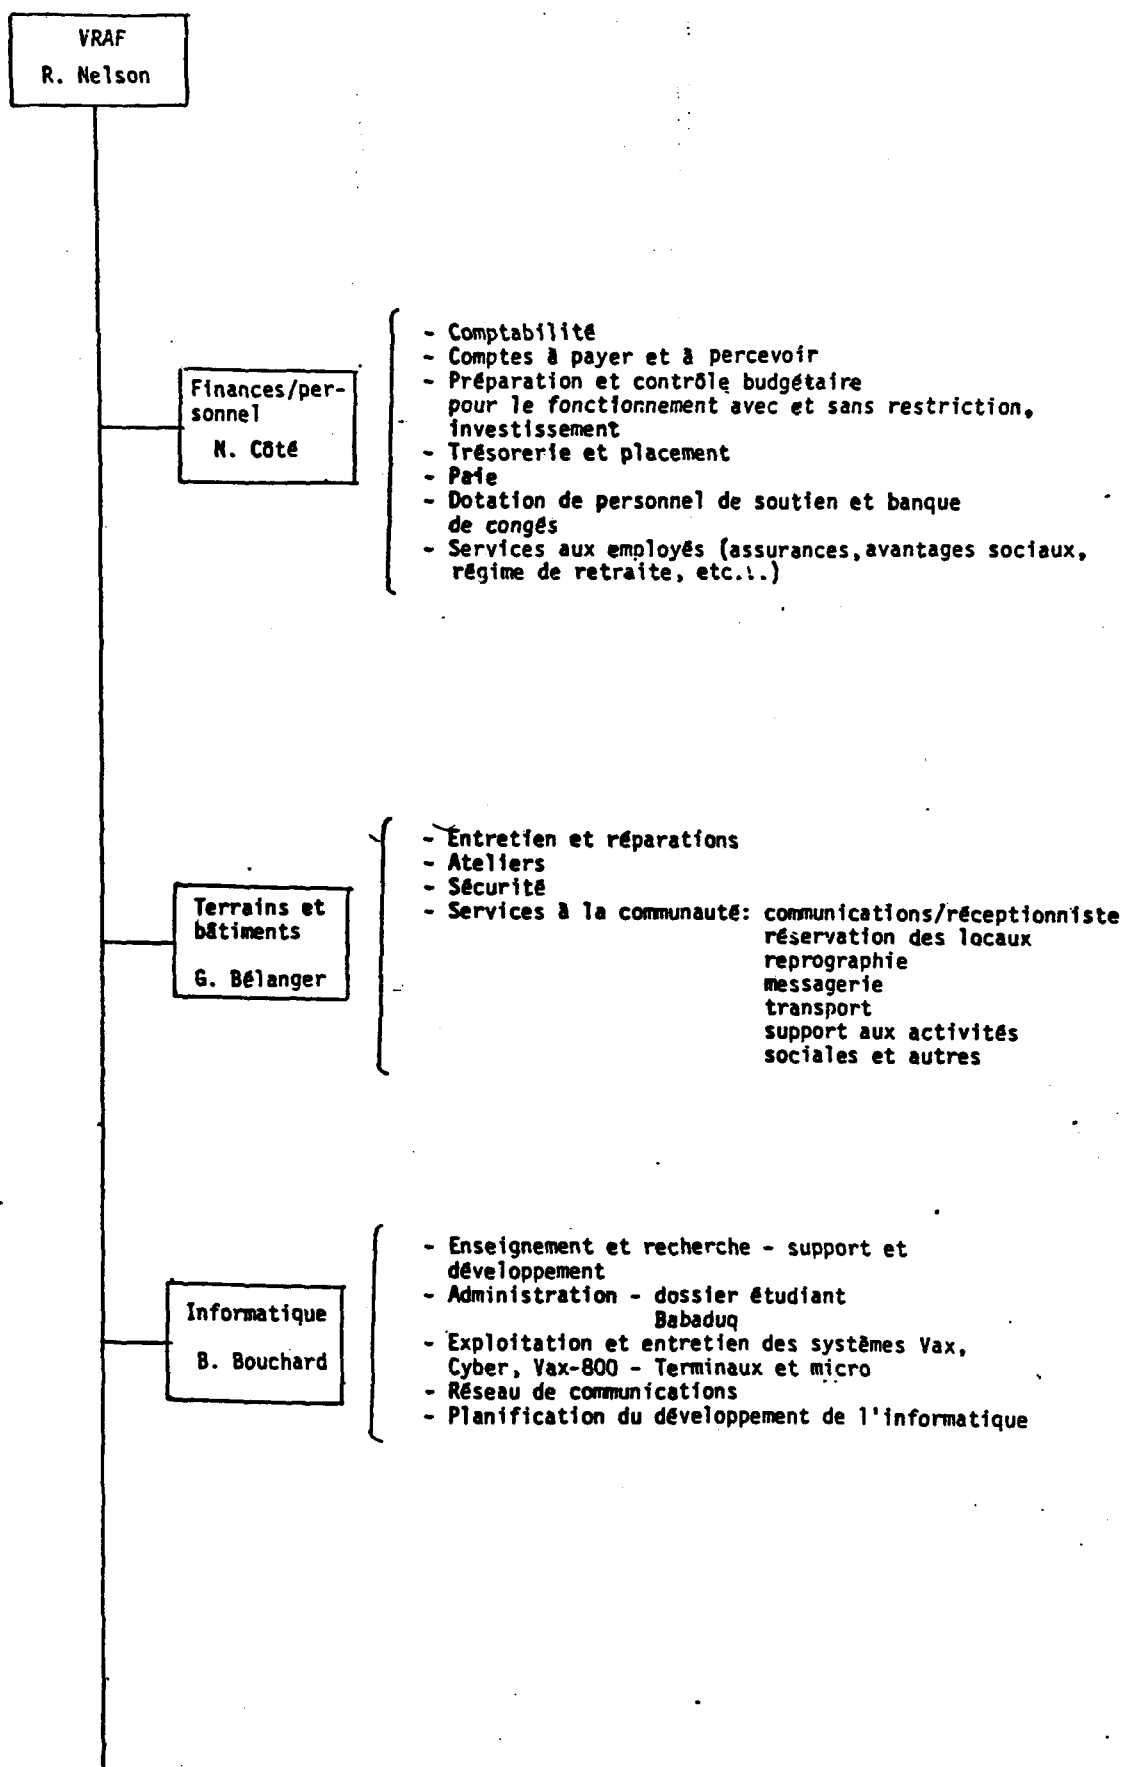 VRAF
R. Nelson
Finances/per-
sonnel
N. Côté
- Comptabilité
- Comptes à payer et à percevoir
- Préparation et contrôle budgétaire
pour le fonctionnement avec et sans restriction,
investissement
- Trésorerie et placement
- Paie
- Dotation de personnel de soutien et banque
de congés
- Services aux employés (assurances, avantages sociaux,
régime de retraite, etc...)
Terrains et
bâtiments
G. Bélanger
- Entretien et réparations
- Ateliers
- Sécurité
- Services à la communauté: communications/réceptionniste
réservation des locaux
reprographie
messagerie
transport
support aux activités
sociales et autres
Informatique
B. Bouchard
- Enseignement et recherche - support et
développement
- Administration - dossier étudiant
Babaduq
- Exploitation et entretien des systèmes Vax,
Cyber, Vax-800 - Terminaux et micro
- Réseau de communications
- Planification du développement de l'informatique